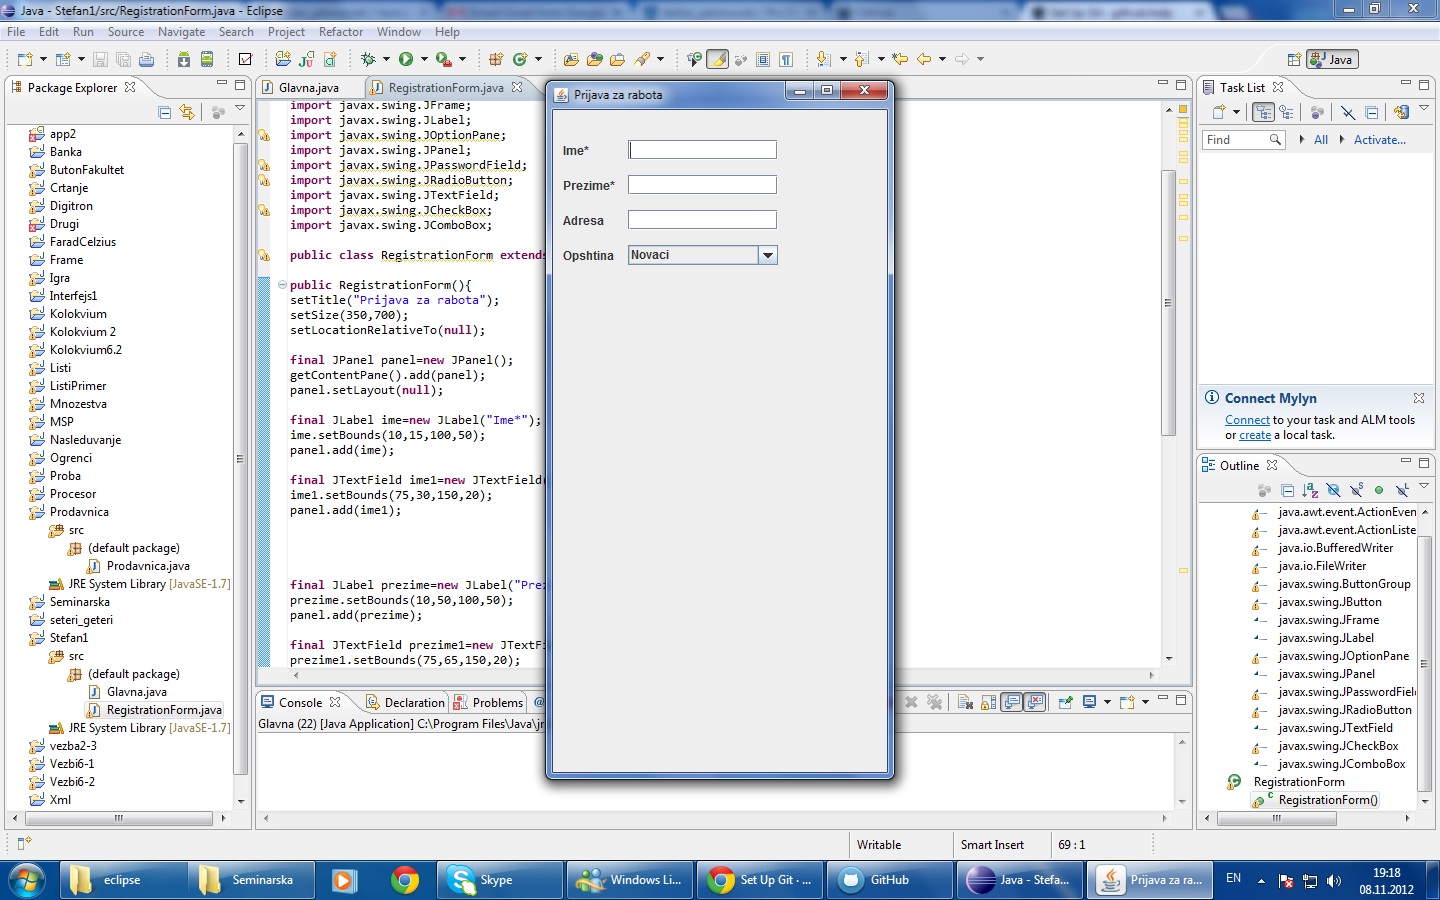 Java - Stefan1/src/RegistrationForm.java - Eclipse
File Edit Run Source Navigate Search Project Refactor Window Help
Java
Package Explorer
app2
Banka
ButonFakultet
Crtanje
Digitron
Drugi
FaradCelzius
Frame
Igra
Interfejs1
Kolokvium
Kolokvium 2
Kolokvium6.2
Listi
ListiPrimer
Mnozestva
MSP
Nasleduvanje
Ogrenci
Proba
Procesor
Prodavnica
src
(default package)
Prodavnica.java
JRE System Library [JavaSE-1.7]
Seminarska
seteri_geteri
Stefan1
src
(default package)
Glavna.java
RegistrationForm.java
JRE System Library [JavaSE-1.7]
vezba2-3
Vezbi6-1
Vezbi6-2
Xml
Glavna.java RegistrationForm.java
import javax.swing.JFrame;
import javax.swing.JLabel;
import javax.swing.JOptionPane;
import javax.swing.JPanel;
import javax.swing.JPasswordField;
import javax.swing.JRadioButton;
import javax.swing.JTextField;
import javax.swing.JCheckBox;
import javax.swing.JComboBox;
public class RegistrationForm extends
public RegistrationForm(){
setTitle("Prijava za rabota");
setSize(350,700);
setLocationRelativeTo(null);
final JPanel panel=new JPanel();
getContentPane().add(panel);
panel.setLayout(null);
final JLabel ime=new JLabel("Ime*");
ime.setBounds(10,15,100,50);
panel.add(ime);
final JTextField ime1=new JTextField(
ime1.setBounds(75,30,150,20);
panel.add(ime1);
final JLabel prezime=new JLabel("Prez
prezime.setBounds(10,50,100,50);
panel.add(prezime);
final JTextField prezime1=new JTextFi
prezime1.setBounds(75,65,150,20);
Prijava za rabota
Ime*
Prezime*
Adresa
Opshtina Novaci
Console Declaration Problems @
Glavna (22) [Java Application] C:\Program Files\Java\jr
Task List
Find All Activate...
Connect Mylyn
Connect to your task and ALM tools
or create a local task.
Outline
java.awt.event.ActionEven
java.awt.event.ActionListe
java.io.BufferedWriter
java.io.FileWriter
javax.swing.ButtonGroup
javax.swing.JButton
javax.swing.JFrame
javax.swing.JLabel
javax.swing.JOptionPane
javax.swing.JPanel
javax.swing.JPasswordField
javax.swing.JRadioButton
javax.swing.JTextField
javax.swing.JCheckBox
javax.swing.JComboBox
RegistrationForm
RegistrationForm()
Writable Smart Insert 69 : 1
eclipse Seminarska Skype Windows Li... Set Up Git · ... GitHub Java - Stefa... Prijava za ra... EN 19:18
08.11.2012